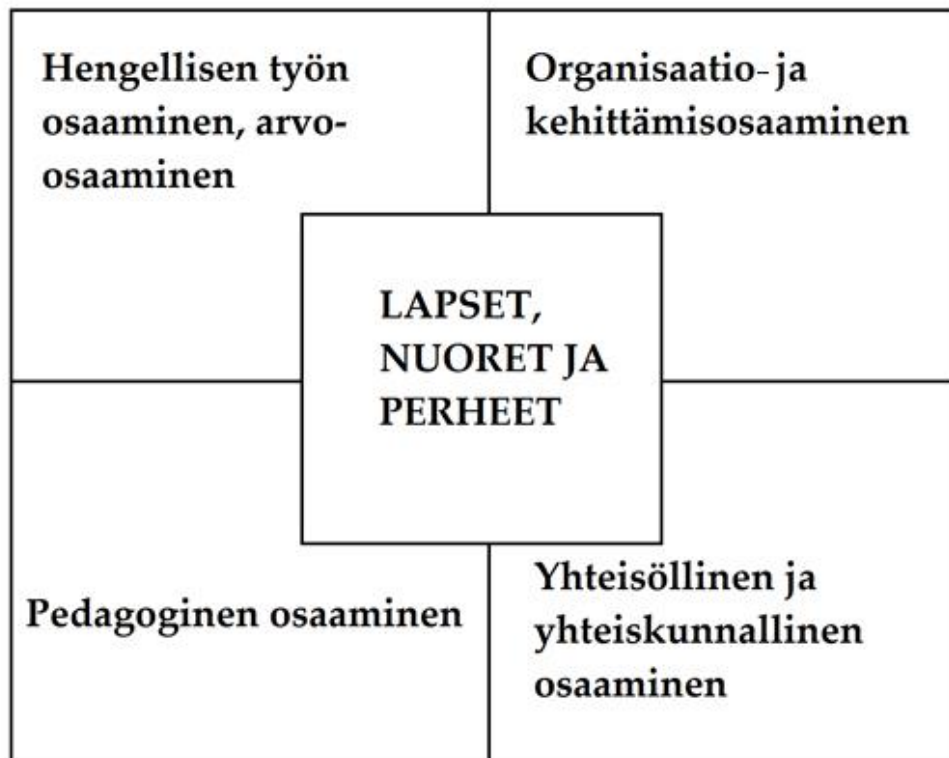 Hengellisen työn
osaaminen, arvo-
osaaminen
Organisaatio- ja
kehittämisosaaminen
LAPSET,
NUORET JA
PERHEET
Pedagoginen osaaminen
Yhteisöllinen ja
yhteiskunnallinen
osaaminen